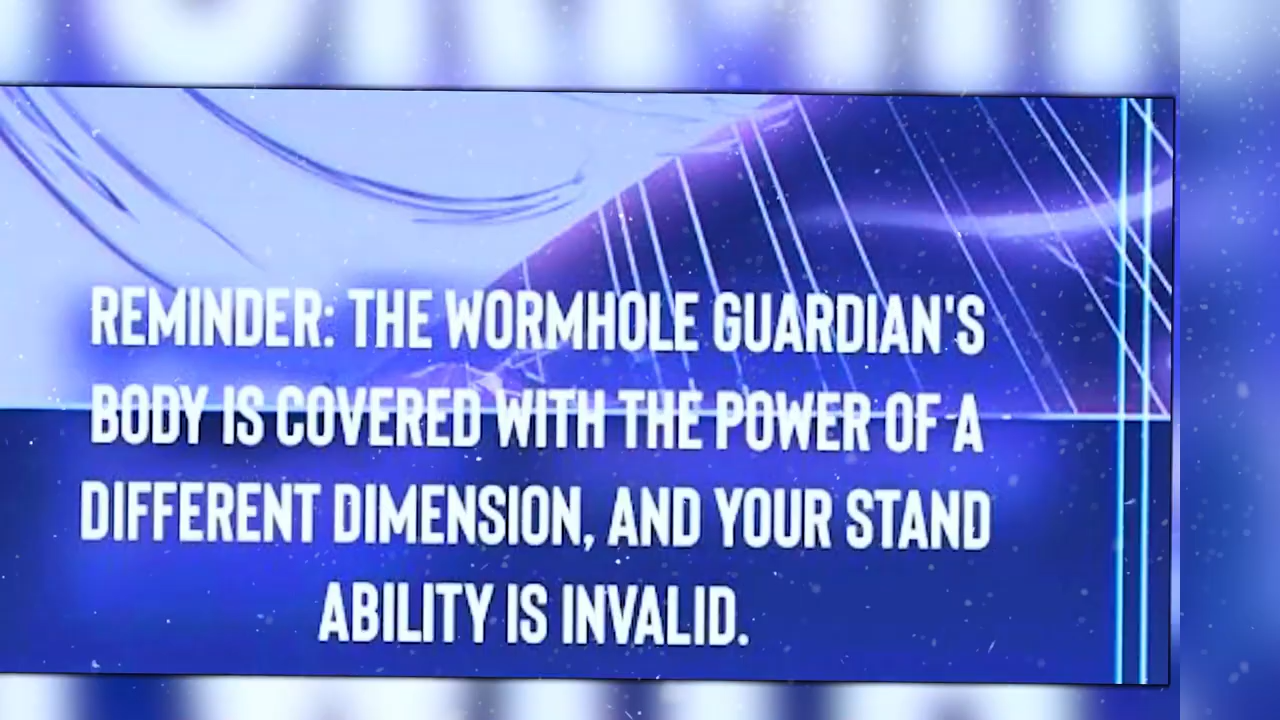 REMINDER: THE WORMHOLE GUARDIAN'S
BODY IS COVERED WITH THE POWER OF A
DIFFERENT DIMENSION, AND YOUR STAND
ABILITY IS INVALID.